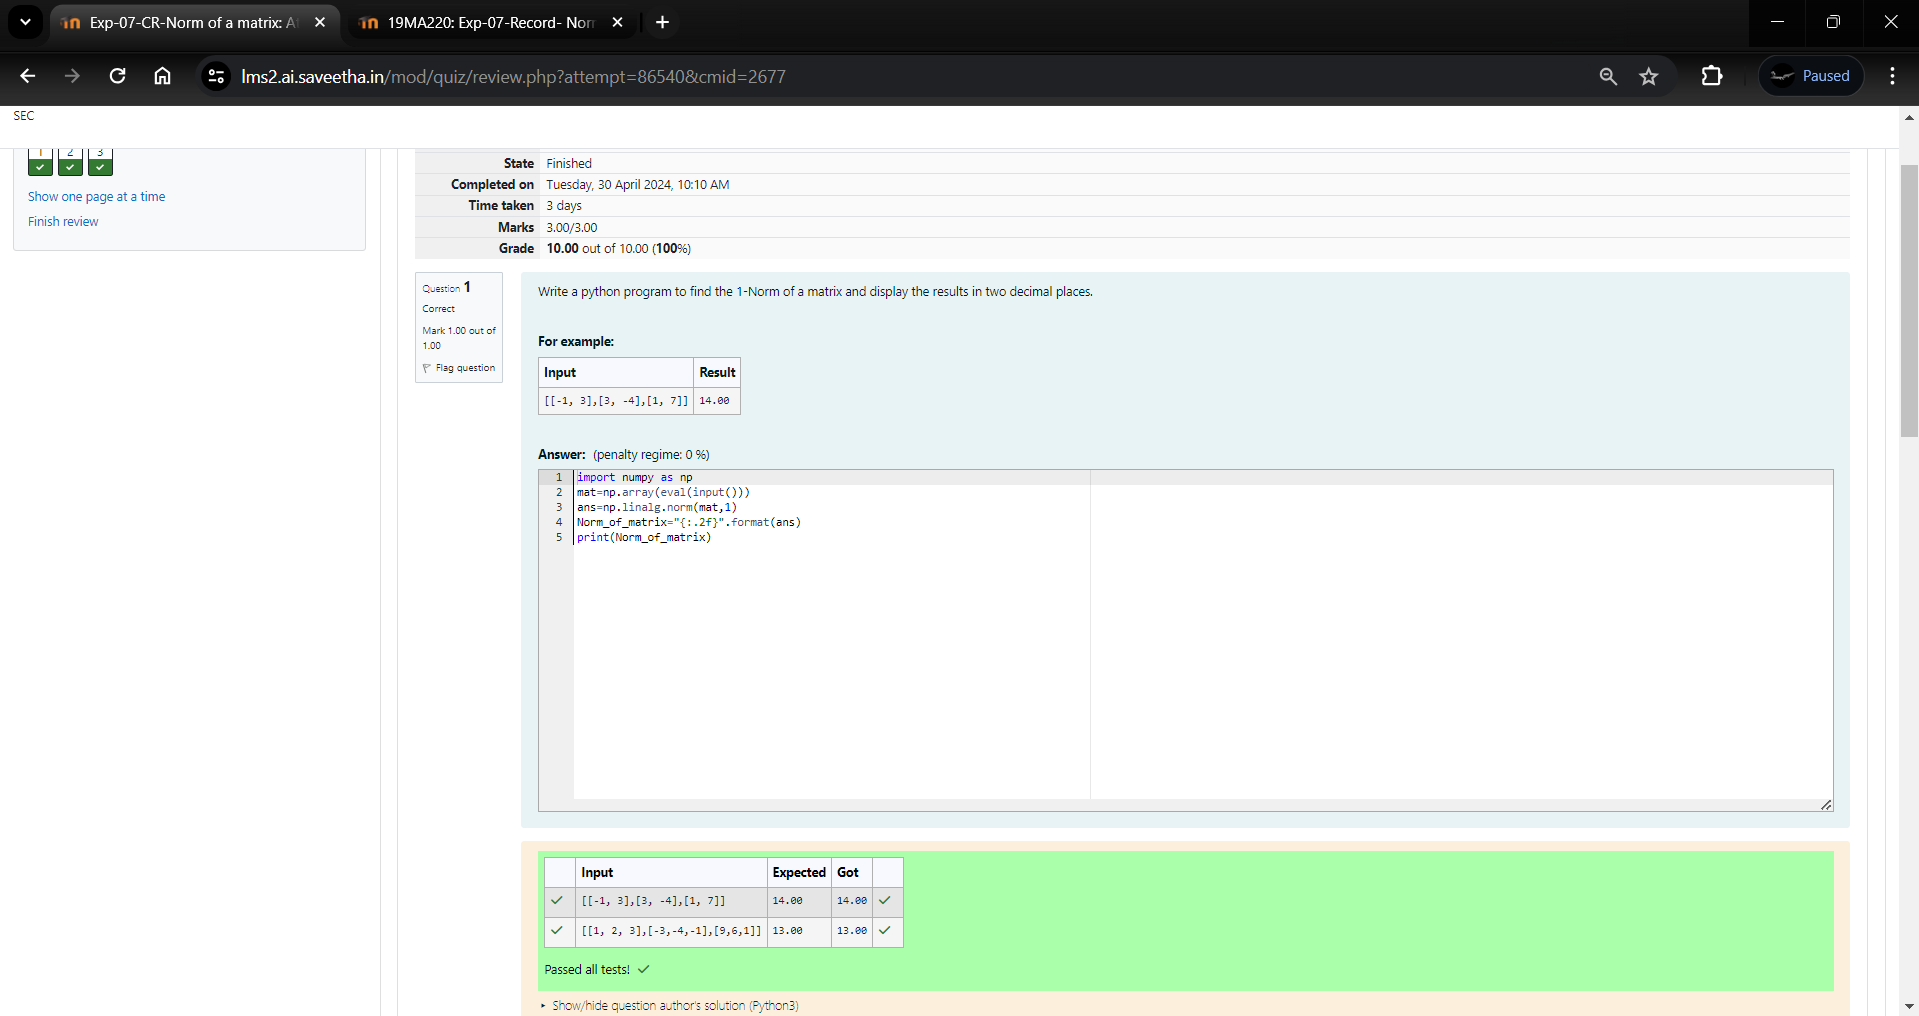 Exp-07-CR-Norm of a matrix: A
19MA220: Exp-07-Record- Norr
lms2.ai.saveetha.in/mod/quiz/review.php?attempt=86540&cmid=2677
Paused
SEC
1 2 3
Show one page at a time
Finish review
State Finished
Completed on Tuesday, 30 April 2024, 10:10 AM
Time taken 3 days
Marks 3.00/3.00
Grade 10.00 out of 10.00 (100%)
Question 1
Correct
Mark 1.00 out of
1.00
Flag question
Write a python program to find the 1-Norm of a matrix and display the results in two decimal places.
For example:
Input Result
[[-1, 3],[3, -4],[1, 7]] 14.00
Answer: (penalty regime: 0 %)
1 import numpy as np
2 mat=np.array(eval(input()))
3 ans=np.linalg.norm(mat,1)
4 Norm_of_matrix="{:.2f}".format(ans)
5 print(Norm_of_matrix)
Input Expected Got
[[-1, 3],[3, -4],[1, 7]] 14.00 14.00
[[1, 2, 3],[-3,-4,-1],[9,6,1]] 13.00 13.00
Passed all tests!
Show/hide question author's solution (Python3)